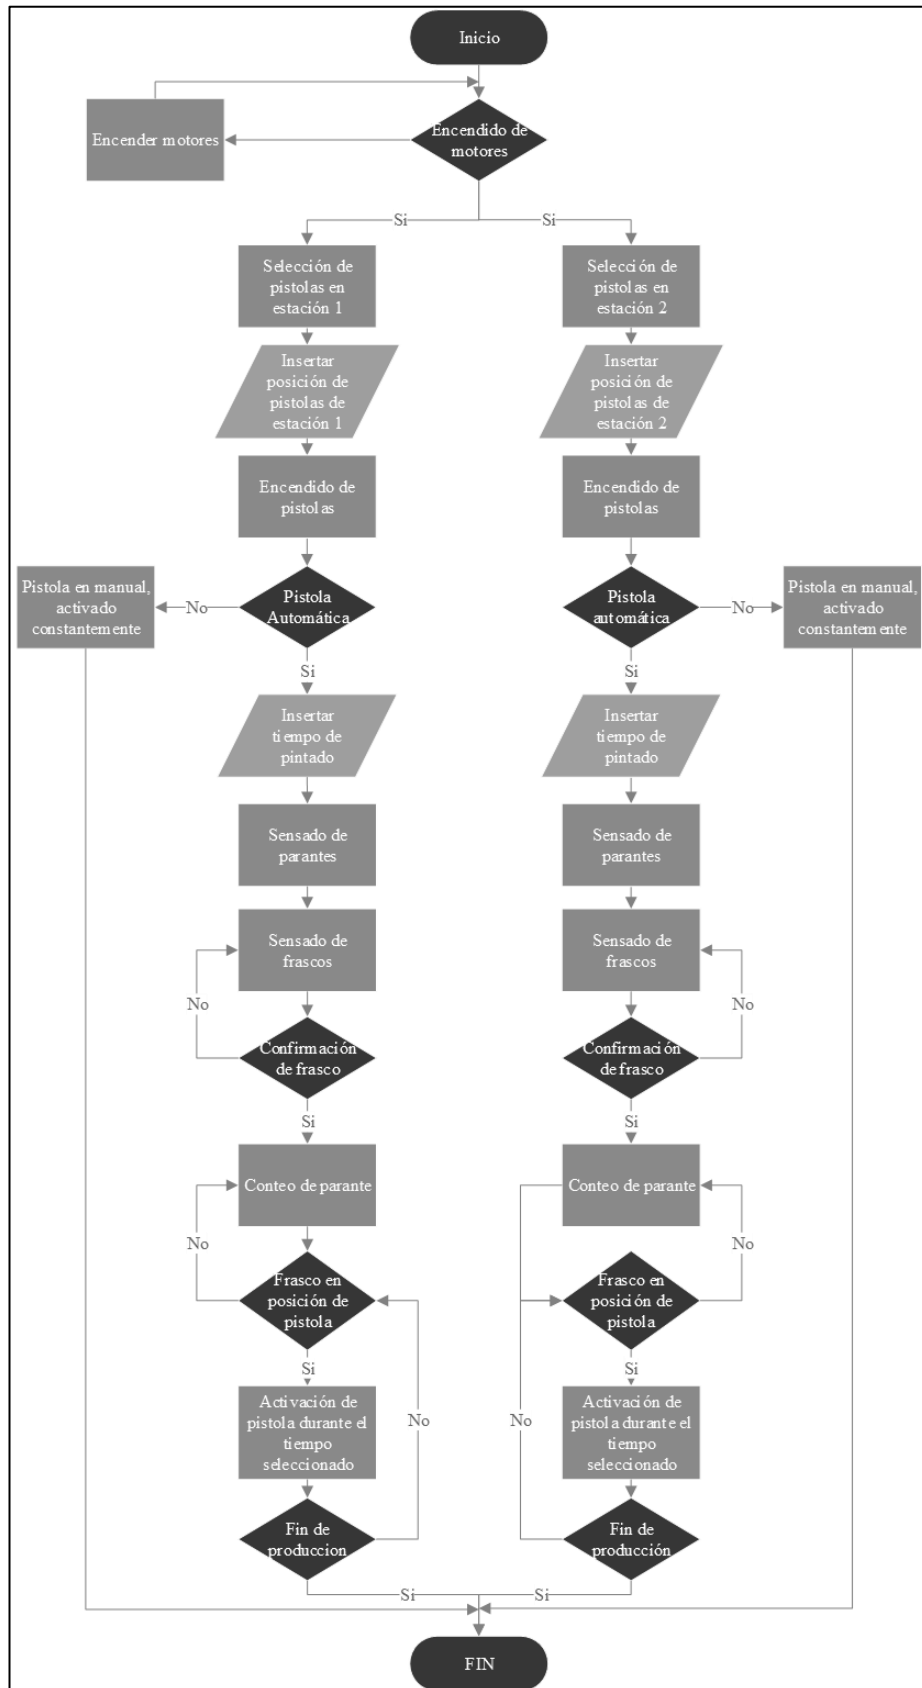 Inicio
Encender motores
Encendido de
motores
Si
Si
Selección de
pistolas en
estación 1
Selección de
pistolas en
estación 2
Insertar
posición de
pistolas de
estación 1
Insertar
posición de
pistolas de
estación 2
Encendido de
pistolas
Encendido de
pistolas
Pistola en manual,
activado
constantemente
No
Pistola
Automática
Pistola
automática
No
Pistola en manual,
activado
constantemente
Si
Si
Insertar
tiempo de
pintado
Insertar
tiempo de
pintado
Sensado de
parantes
Sensado de
parantes
Sensado de
frascos
Sensado de
frascos
No
No
Confirmación
de frasco
Confirmación
de frasco
Si
Si
Conteo de parante
Conteo de parante
No
No
Frasco en
posición de
pistola
Frasco en
posición de
pistola
Si
Si
Activación de
pistola durante el
tiempo
seleccionado
No
No
Activación de
pistola durante el
tiempo
seleccionado
Fin de
produccion
Fin de
producción
Si
Si
FIN